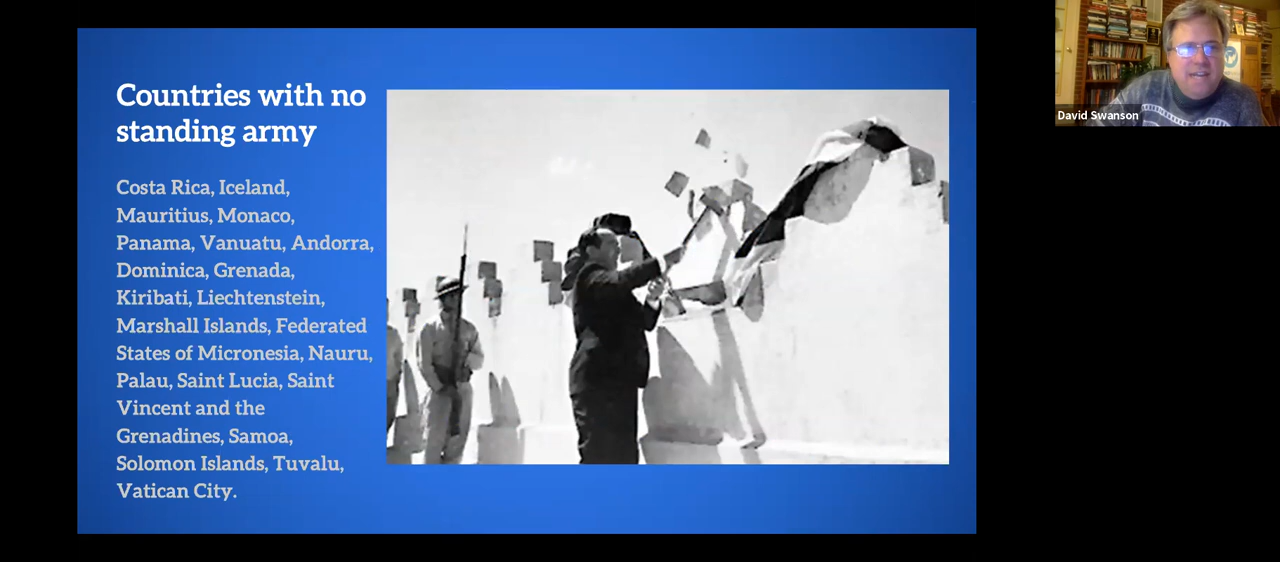 Countries with no
standing army
Costa Rica, Iceland,
Mauritius, Monaco,
Panama, Vanuatu, Andorra,
Dominica, Grenada,
Kiribati, Liechtenstein,
Marshall Islands, Federated
States of Micronesia, Nauru,
Palau, Saint Lucia, Saint
Vincent and the
Grenadines, Samoa,
Solomon Islands, Tuvalu,
Vatican City.
David Swanson